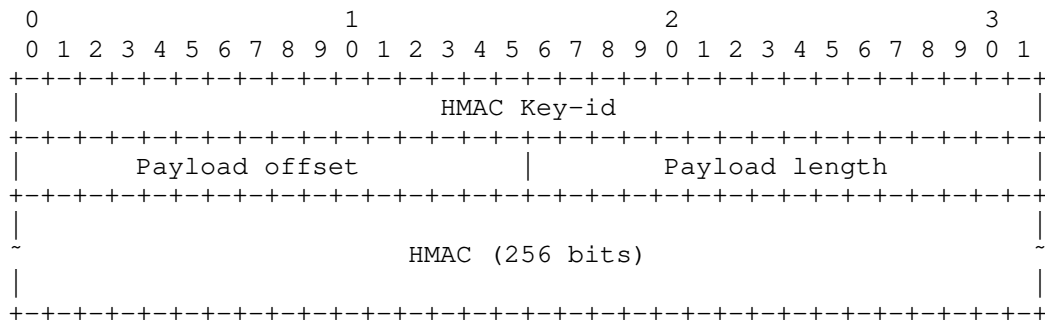 0                   1                   2                   3
 0 1 2 3 4 5 6 7 8 9 0 1 2 3 4 5 6 7 8 9 0 1 2 3 4 5 6 7 8 9 0 1
+-+-+-+-+-+-+-+-+-+-+-+-+-+-+-+-+-+-+-+-+-+-+-+-+-+-+-+-+-+-+-+-+
|                          HMAC Key-id                          |
+-+-+-+-+-+-+-+-+-+-+-+-+-+-+-+-+-+-+-+-+-+-+-+-+-+-+-+-+-+-+-+-+
|       Payload offset          |        Payload length         |
+-+-+-+-+-+-+-+-+-+-+-+-+-+-+-+-+-+-+-+-+-+-+-+-+-+-+-+-+-+-+-+-+
|                                                               |
~                        HMAC (256 bits)                        ~
|                                                               |
+-+-+-+-+-+-+-+-+-+-+-+-+-+-+-+-+-+-+-+-+-+-+-+-+-+-+-+-+-+-+-+-+